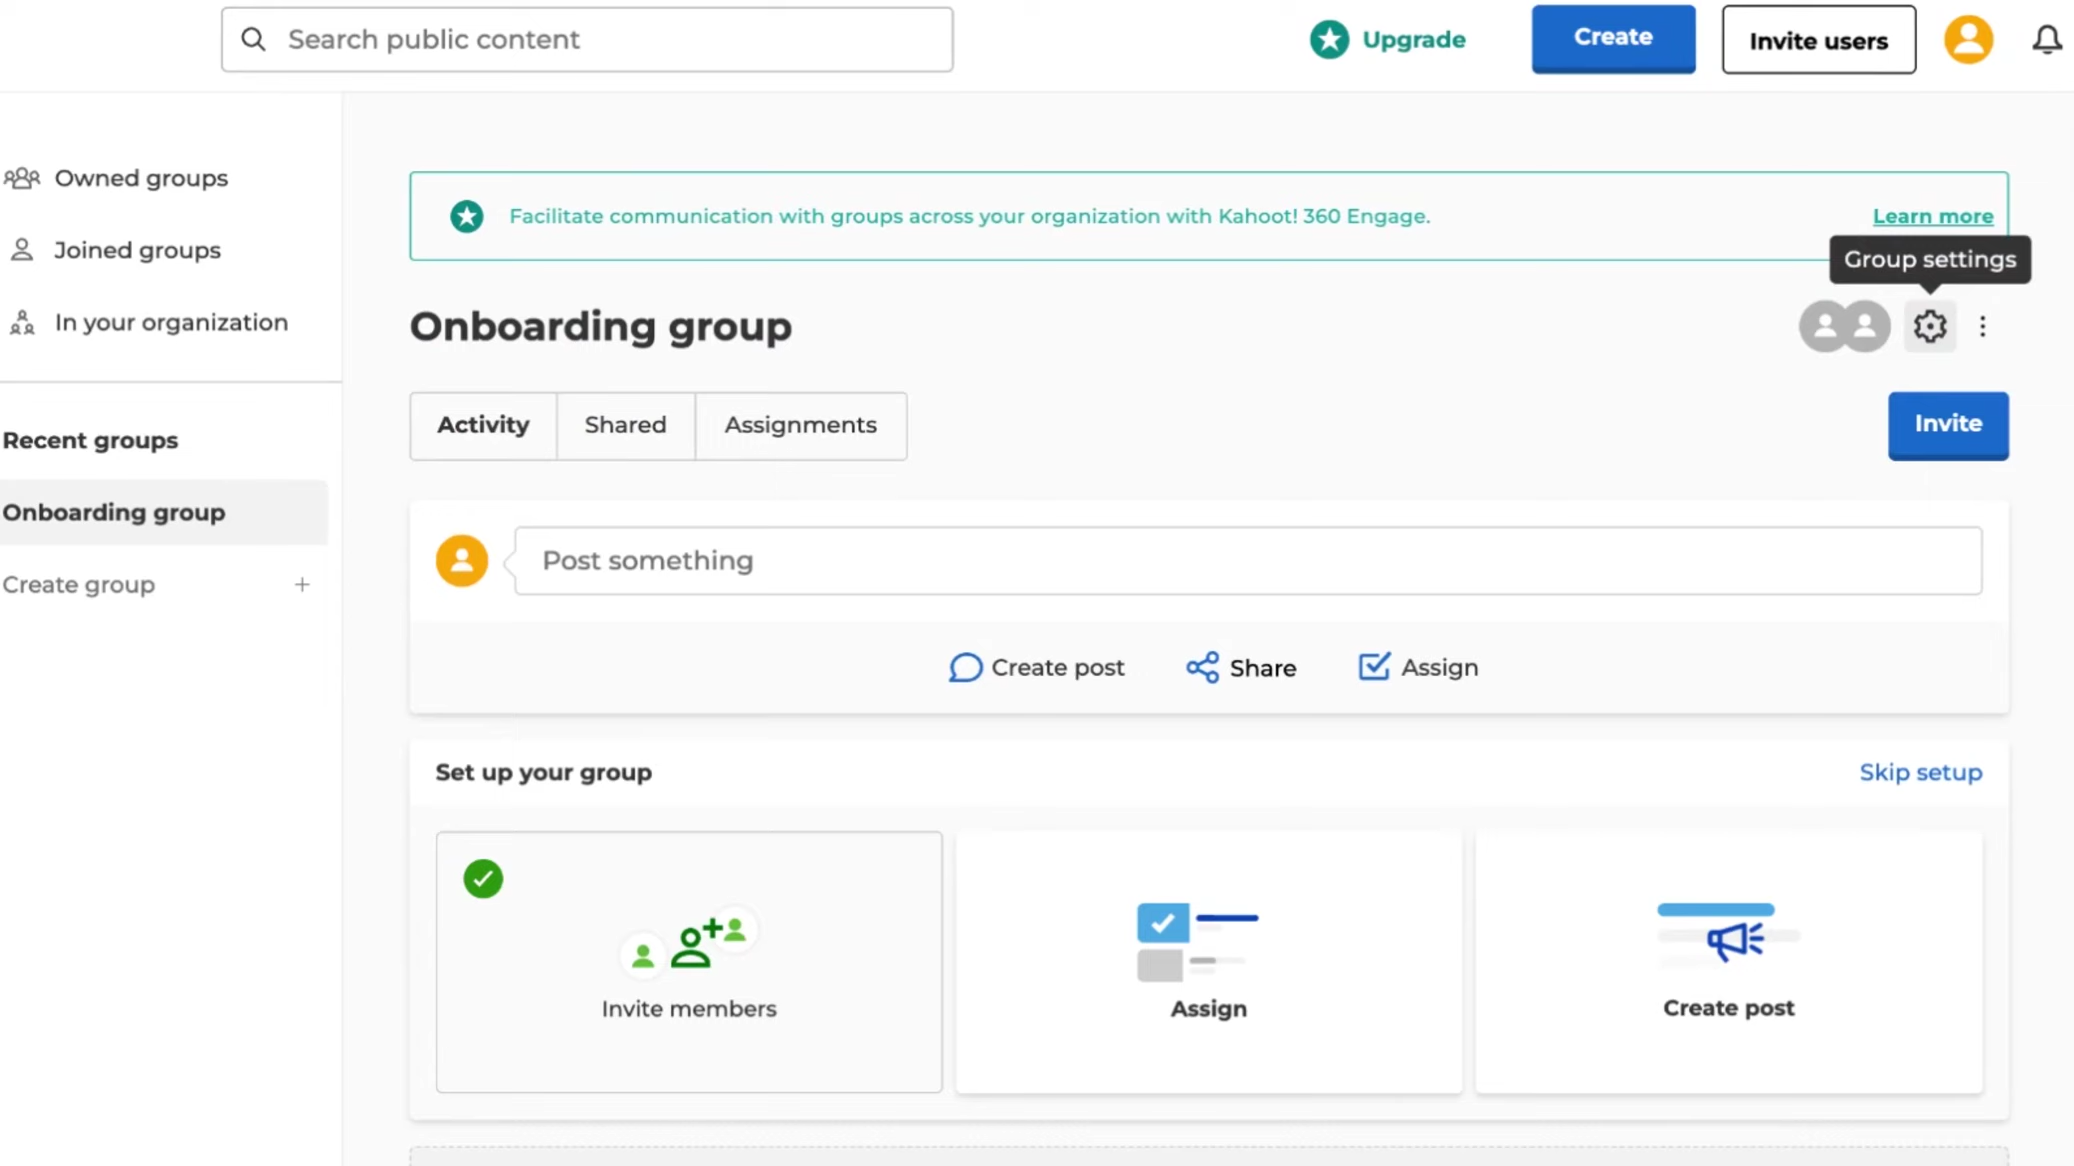 Search public content
Upgrade
Create
Invite users
Owned groups
Joined groups
In your organization
Recent groups
Onboarding group
Create group
Facilitate communication with groups across your organization with Kahoot! 360 Engage.
Learn more
Group settings
Onboarding group
Activity
Shared
Assignments
Invite
Post something
Create post
Share
Assign
Set up your group
Skip setup
Invite members
Assign
Create post